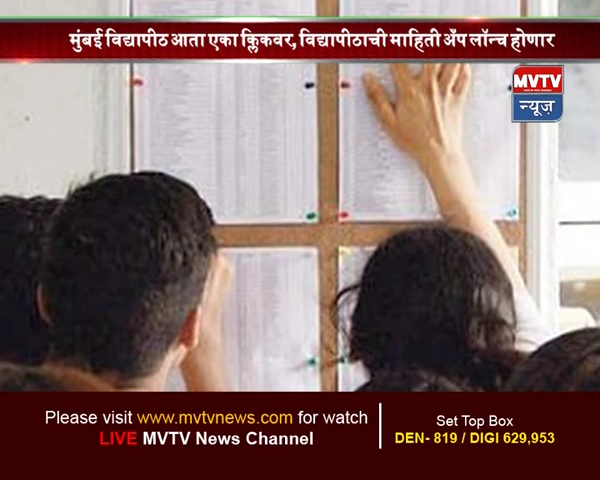 मुंबई विद्यापीठ आता एका क्लिकवर, विद्यापीठाची माहिती अँप लॉन्च होणार
MVTV
न्यूज़
Please visit www.mvtvnews.com for watch
LIVE MVTV News Channel
Set Top Box
DEN- 819 / DIGI 629,953